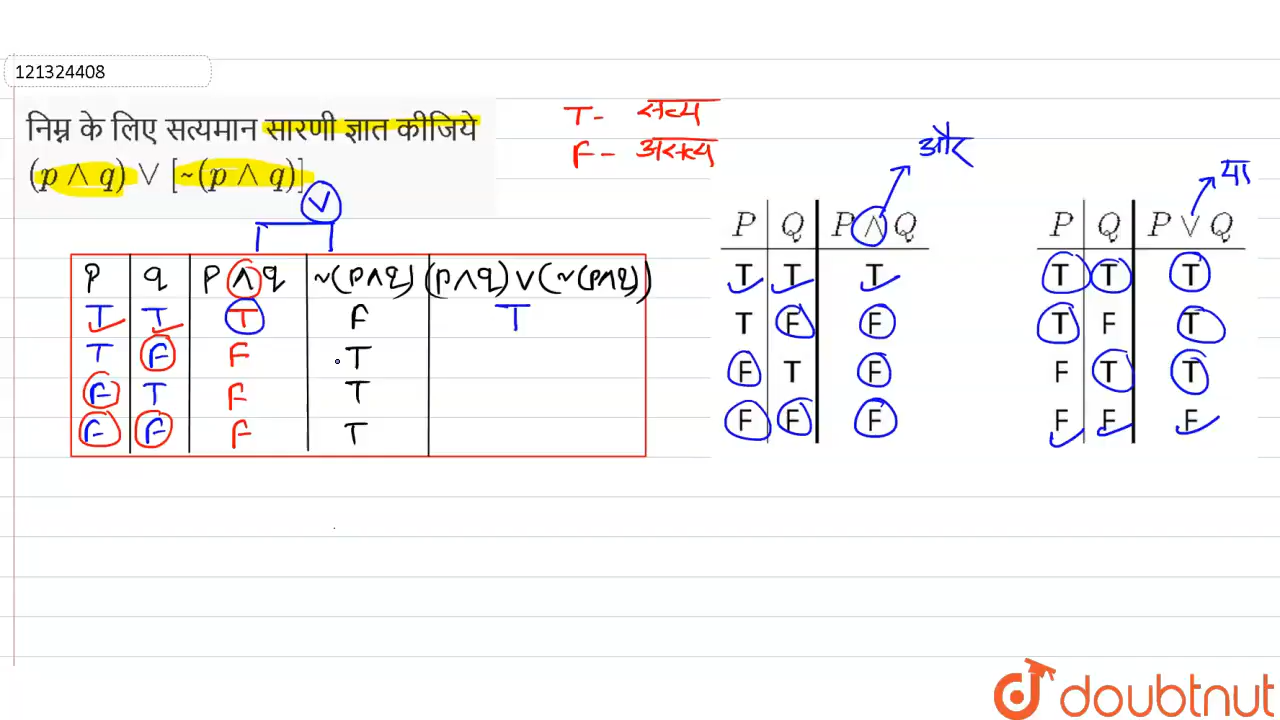 121324408
निम्न के लिए सत्यमान सारणी ज्ञात कीजिये
(p ∧ q) ∨ [~(p ∧ q)]
T- सत्य
F- असत्य
∨
p q p ∧ q ~(p∧q) (p∧q) ∨ (~(p∧q))
T T T F T
T F F T
F T F T
F F F T
और
P Q P ∧ Q
T T T
T F F
F T F
F F F
या
P Q P ∨ Q
T T T
T F T
F T T
F F F
doubtnut